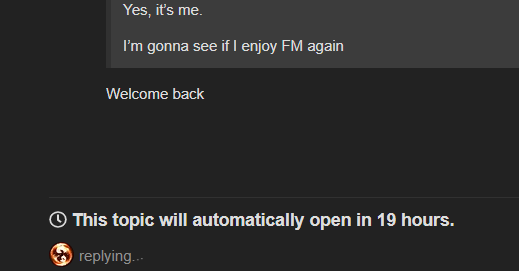 Yes, it's me.
I'm gonna see if I enjoy FM again
Welcome back
This topic will automatically open in 19 hours.
replying...